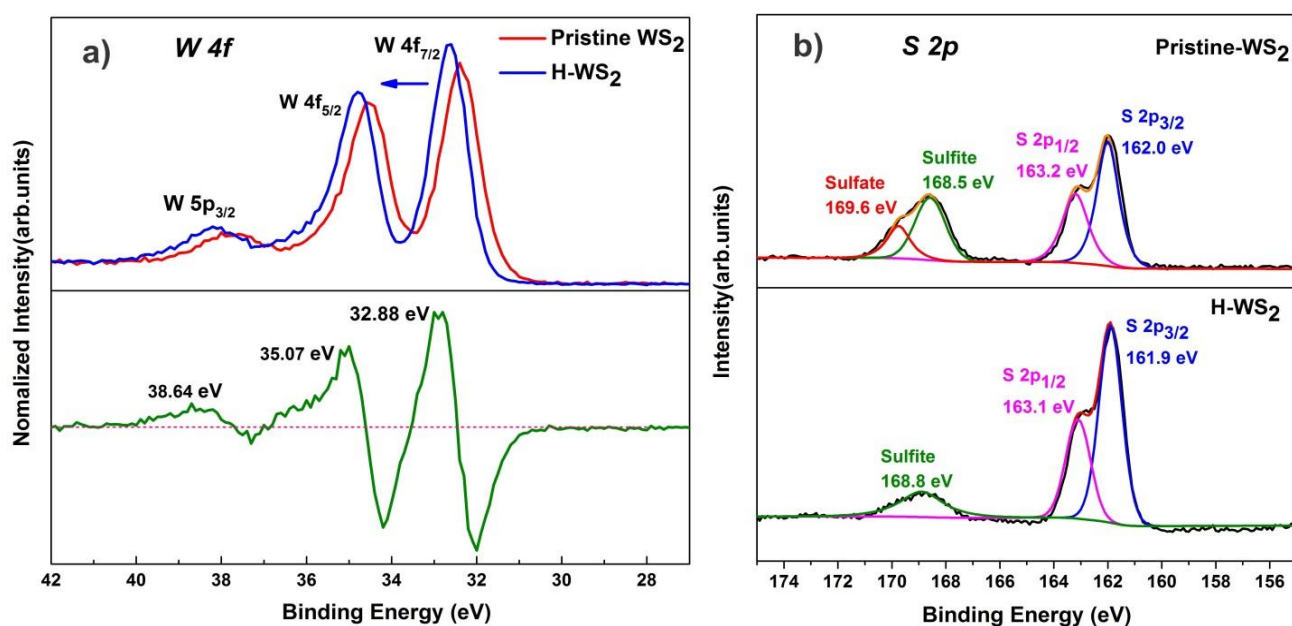 a)
W 4f
W 4f7/2
Pristine WS2
H-WS2
W 4f5/2
W 5p3/2
32.88 eV
35.07 eV
38.64 eV
Nomalized Intensity(arb.units)
42 40 38 36 34 32 30 28
Binding Energy (eV)
b)
S 2p
Pristine-WS2
S 2p3/2
162.0 eV
S 2p1/2
163.2 eV
Sulfite
168.5 eV
Sulfate
169.6 eV
H-WS2
S 2p3/2
161.9 eV
S 2p1/2
163.1 eV
Sulfite
168.8 eV
Intensity(arb.units)
174 172 170 168 166 164 162 160 158 156
Binding Energy (eV)